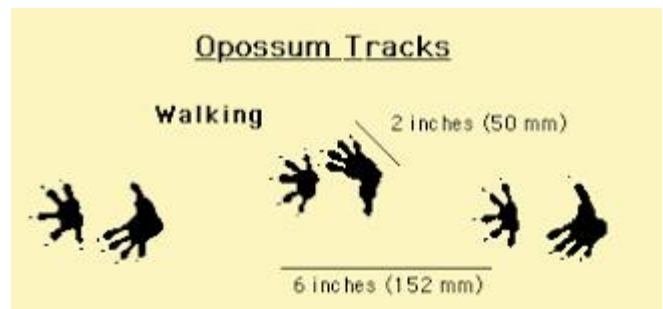 Opossum Tracks
Walking
2 inches (50 mm)
6 inches (152 mm)